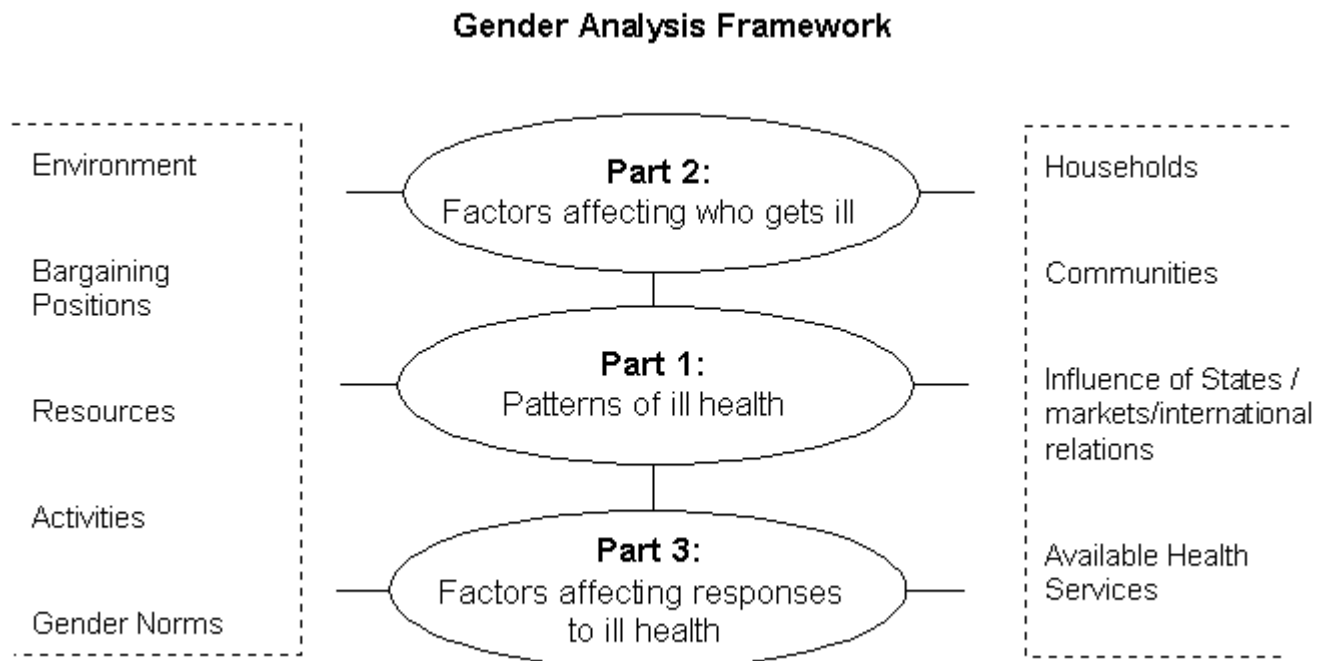 Gender Analysis Framework
Environment
Bargaining
Positions
Resources
Activities
Gender Norms
Part 2:
Factors affecting who gets ill
Part 1:
Patterns of ill health
Part 3:
Factors affecting responses
to ill health
Households
Communities
Influence of States /
markets/international
relations
Available Health
Services